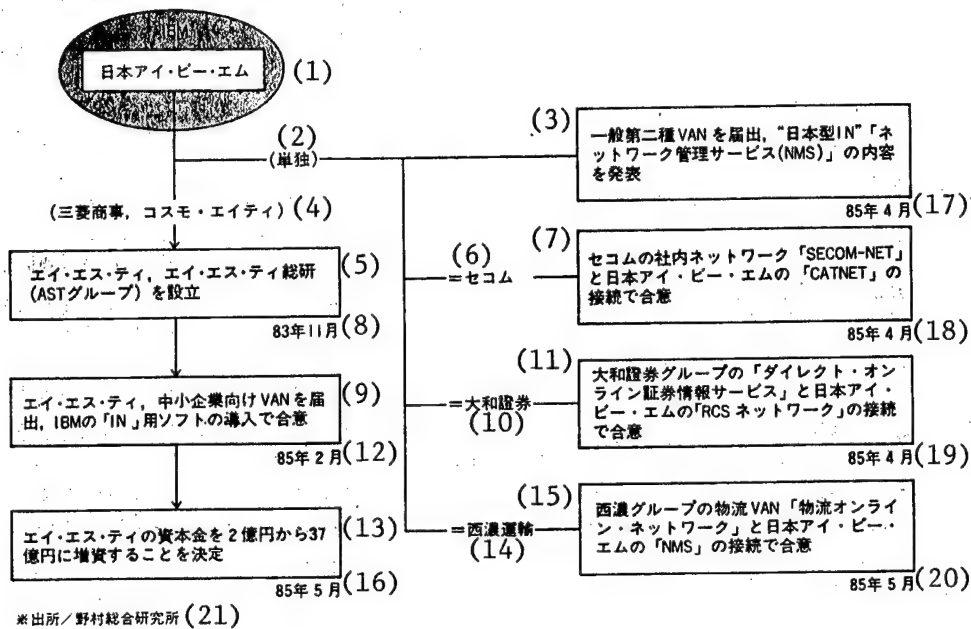 日本アイ・ビー・エム (1)
(2)
(単独)
(3)
一般第二種VANを届出，“日本型IN”「ネ
ットワーク管理サービス(NMS)」の内容
を発表
85年4月(17)
(三菱商事，コスモ・エイティ) (4)
エイ・エス・ティ，エイ・エス・ティ総研
(ASTグループ) を設立
(5)
83年11月(8)
(6)
=セコム
(7)
セコムの社内ネットワーク「SECOM-NET」
と日本アイ・ビー・エムの「CATNET」の
接続で合意
85年4月(18)
エイ・エス・ティ，中小企業向けVANを届
出，IBMの「IN」用ソフトの導入で合意
(9)
85年2月(12)
=大和證券
(10)
(11)
大和證券グループの「ダイレクト・オン
ライン証券情報サービス」と日本アイ・
ビー・エムの「RCSネットワーク」の接続
で合意
85年4月(19)
エイ・エス・ティの資本金を2億円から37
億円に増資することを決定
(13)
85年5月(16)
=西濃運輸
(14)
(15)
西濃グループの物流VAN「物流オンライ
ン・ネットワーク」と日本アイ・ビー・
エムの「NMS」の接続で合意
85年5月(20)
※出所／野村総合研究所 (21)